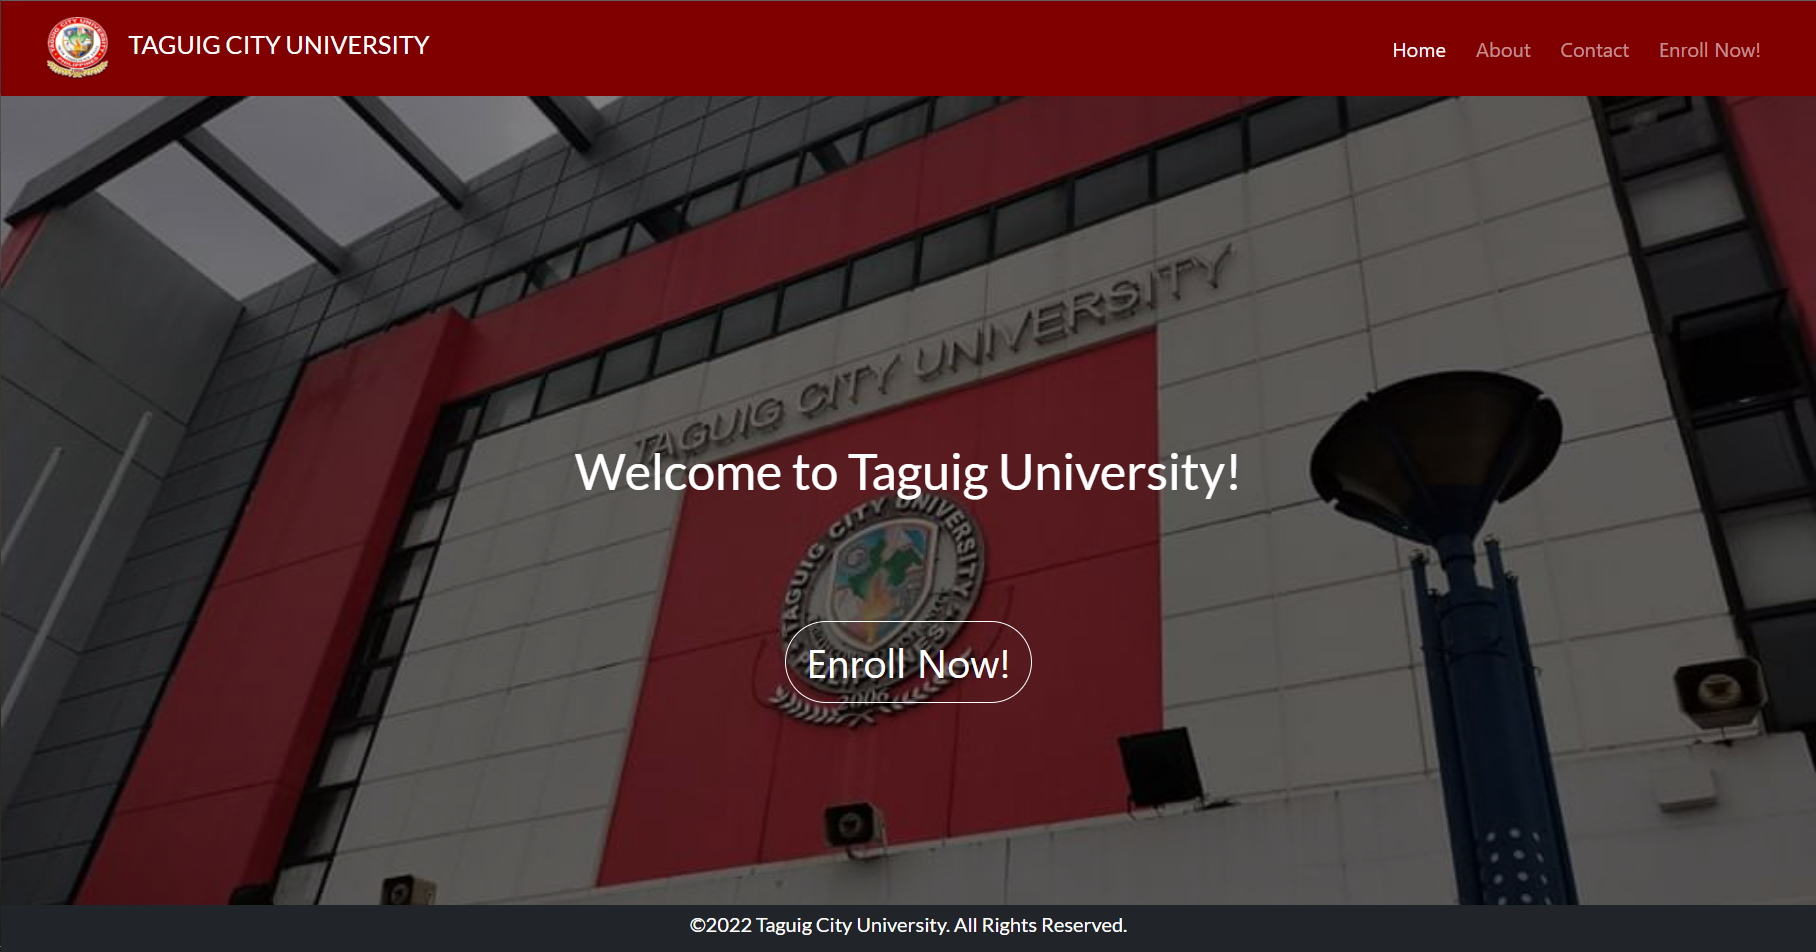 TAGUIG CITY UNIVERSITY
Home About Contact Enroll Now!
TAGUIG CITY UNIVERSITY
Welcome to Taguig University!
TAGUIG CITY UNIVERSITY
Enroll Now!
2006
©2022 Taguig City University. All Rights Reserved.